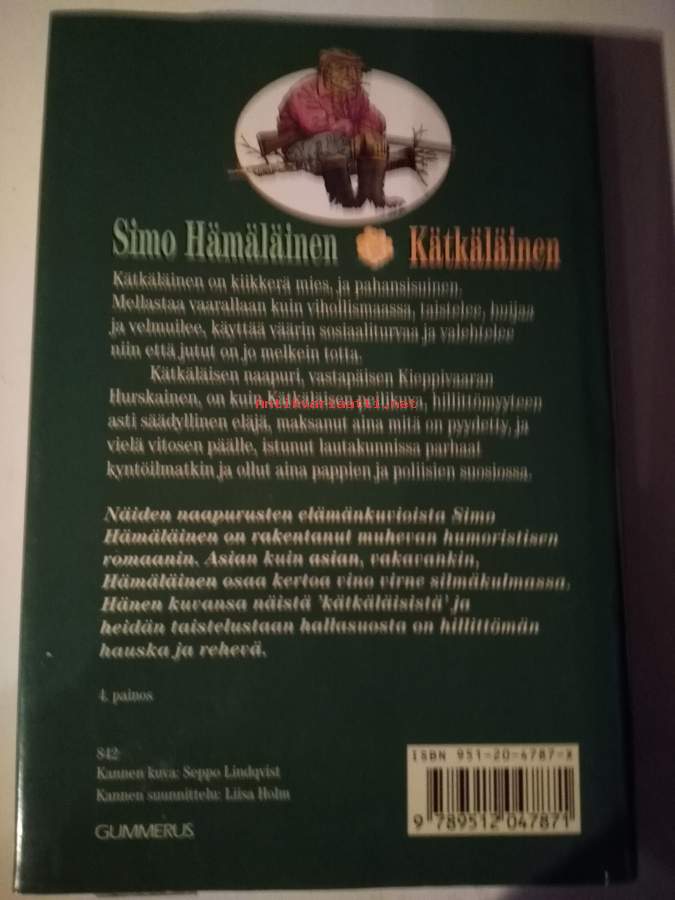 Simo Hämäläinen Kätkäläinen
Kätkäläinen on kiikkerä mies, ja pahansisuinen.
Mellastaa vaarallaan kuin vihollismaassa, taistelee, huijaa
ja velmuilee, käyttää väärin sosiaaliturvaa ja valehtelee
niin että jutut on jo melkein totta.
Kätkäläisen naapuri, vastapäisen Kieppivaaran
Hurskainen, on kuin Kätkäläisen hillittömyyteen
antikvariaatti.net
asti säädyllinen eläjä, maksanut aina mitä on pyydetty, ja
vielä vitosen päälle, istunut lautakunnissa parhaat
kyntöilmatkin ja ollut aina pappien ja poliisien suosiossa.
Näiden naapurusten elämänkuvioista Simo
Hämäläinen on rakentanut muhevan humoristisen
romaanin. Asian kuin asian, vakavankin,
Hämäläinen osaa kertoa vino virne silmäkulmassa.
Hänen kuvansa näistä 'kätkäläisistä' ja
heidän taistelustaan hallasuosta on hillittömän
hauska ja rehevä.
4. painos
842
Kannen kuva: Seppo Lindqvist
Kannen suunnittelu: Liisa Holm
GUMMERUS
ISBN 951-20-4787-X
9 789512 047871